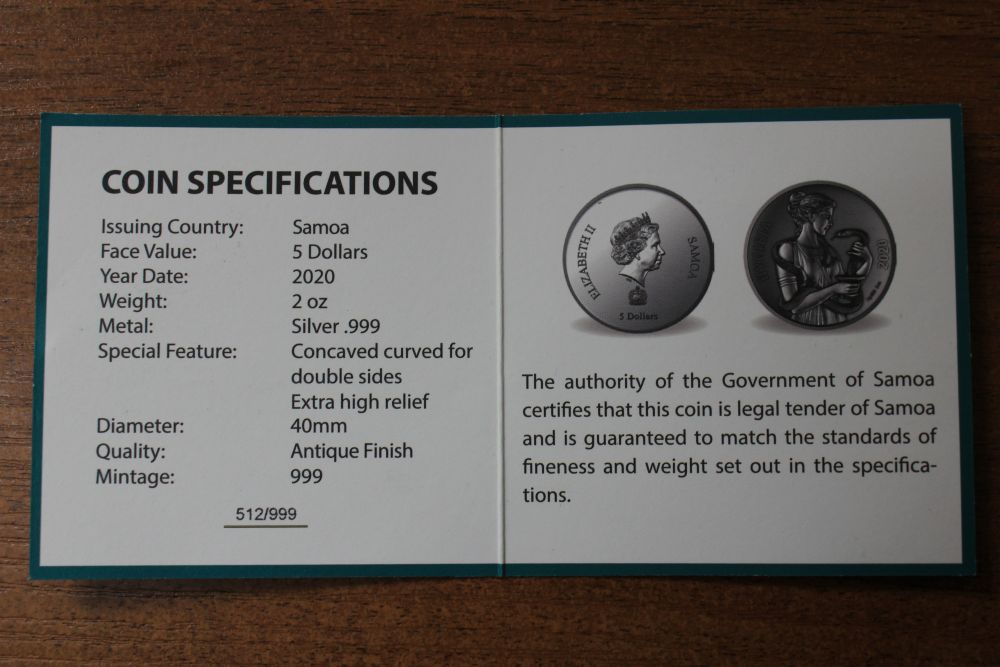 COIN SPECIFICATIONS
Issuing Country: Samoa
Face Value: 5 Dollars
Year Date: 2020
Weight: 2 oz
Metal: Silver .999
Special Feature: Concaved curved for
double sides
Extra high relief
Diameter: 40mm
Quality: Antique Finish
Mintage: 999
512/999
ELIZABETH II
SAMOA
5 Dollars
2020
The authority of the Government of Samoa
certifies that this coin is legal tender of Samoa
and is guaranteed to match the standards of
fineness and weight set out in the specifica-
tions.